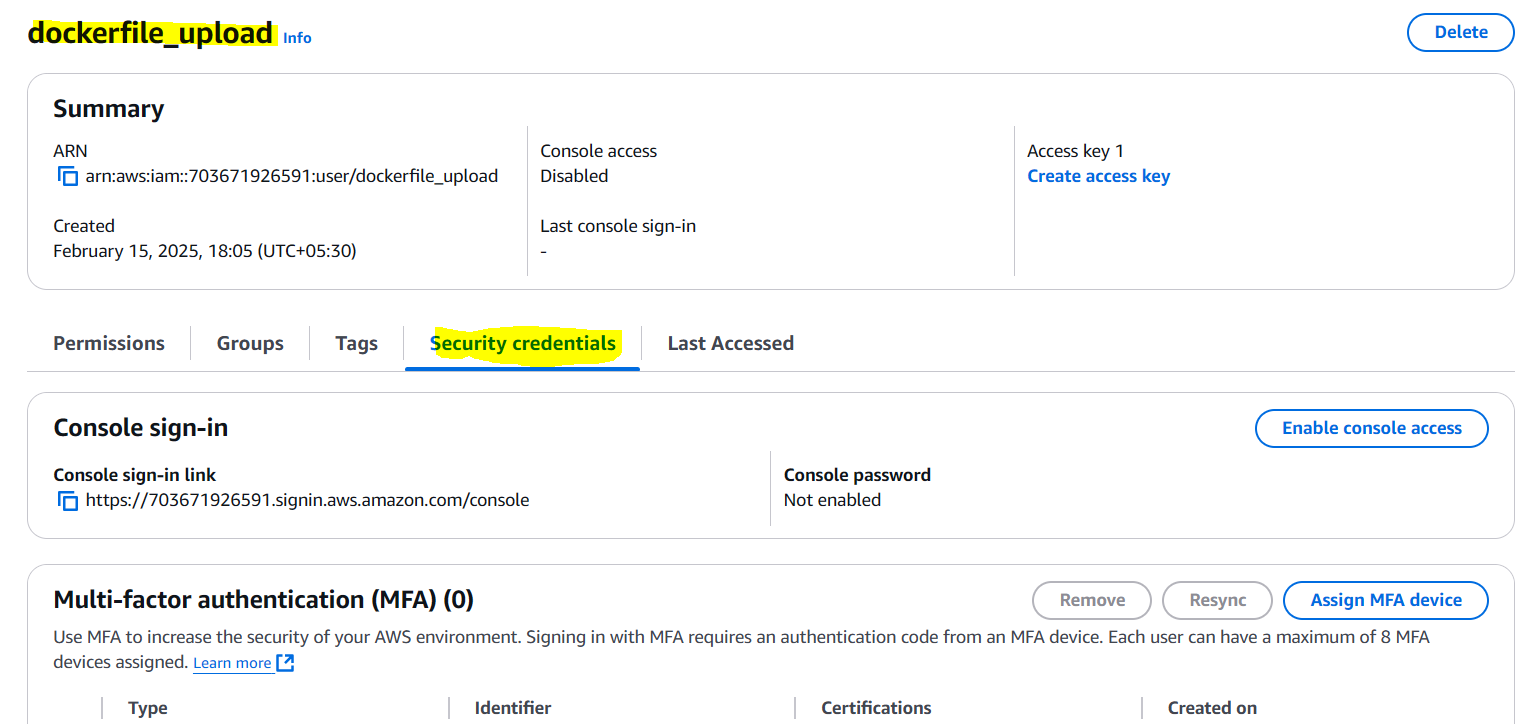 dockerfile_upload Info
Delete
Summary
ARN
arn:aws:iam::703671926591:user/dockerfile_upload
Created
February 15, 2025, 18:05 (UTC+05:30)
Console access
Disabled
Last console sign-in
-
Access key 1
Create access key
Permissions Groups Tags Security credentials Last Accessed
Console sign-in
Enable console access
Console sign-in link
https://703671926591.signin.aws.amazon.com/console
Console password
Not enabled
Multi-factor authentication (MFA) (0)
Remove Resync Assign MFA device
Use MFA to increase the security of your AWS environment. Signing in with MFA requires an authentication code from an MFA device. Each user can have a maximum of 8 MFA
devices assigned. Learn more
Type Identifier Certifications Created on